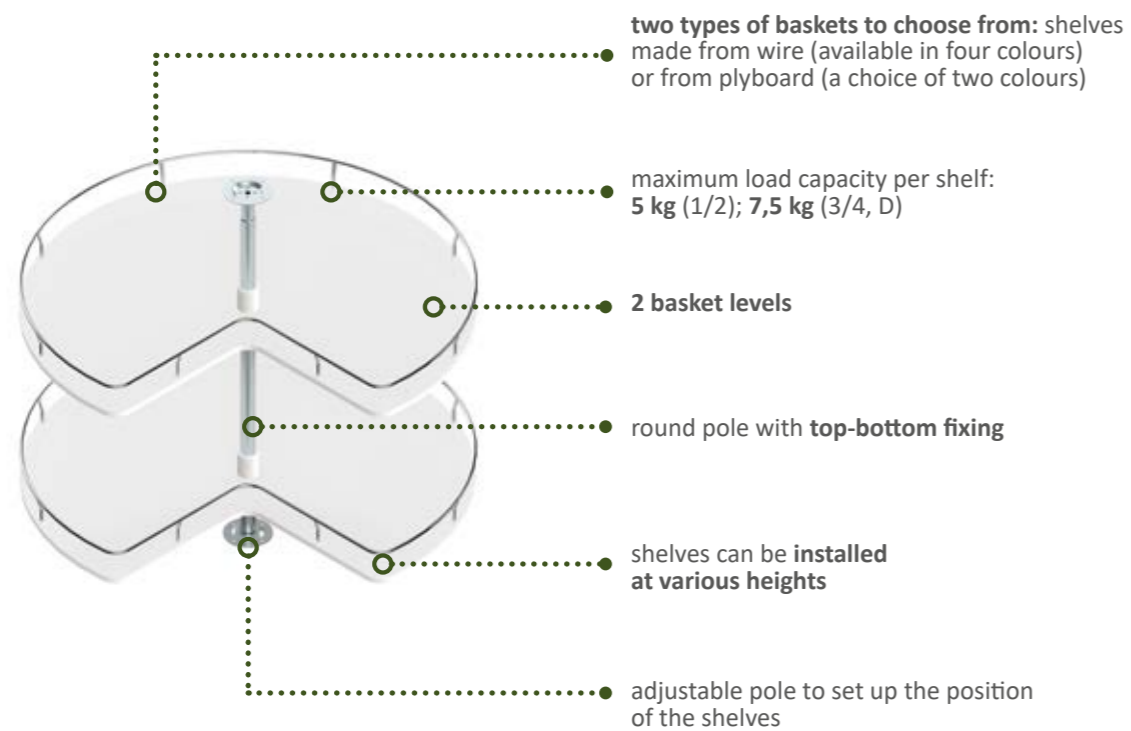 two types of baskets to choose from: shelves
made from wire (available in four colours)
or from plyboard (a choice of two colours)
maximum load capacity per shelf:
5 kg (1/2); 7,5 kg (3/4, D)
2 basket levels
round pole with top-bottom fixing
shelves can be installed
at various heights
adjustable pole to set up the position
of the shelves